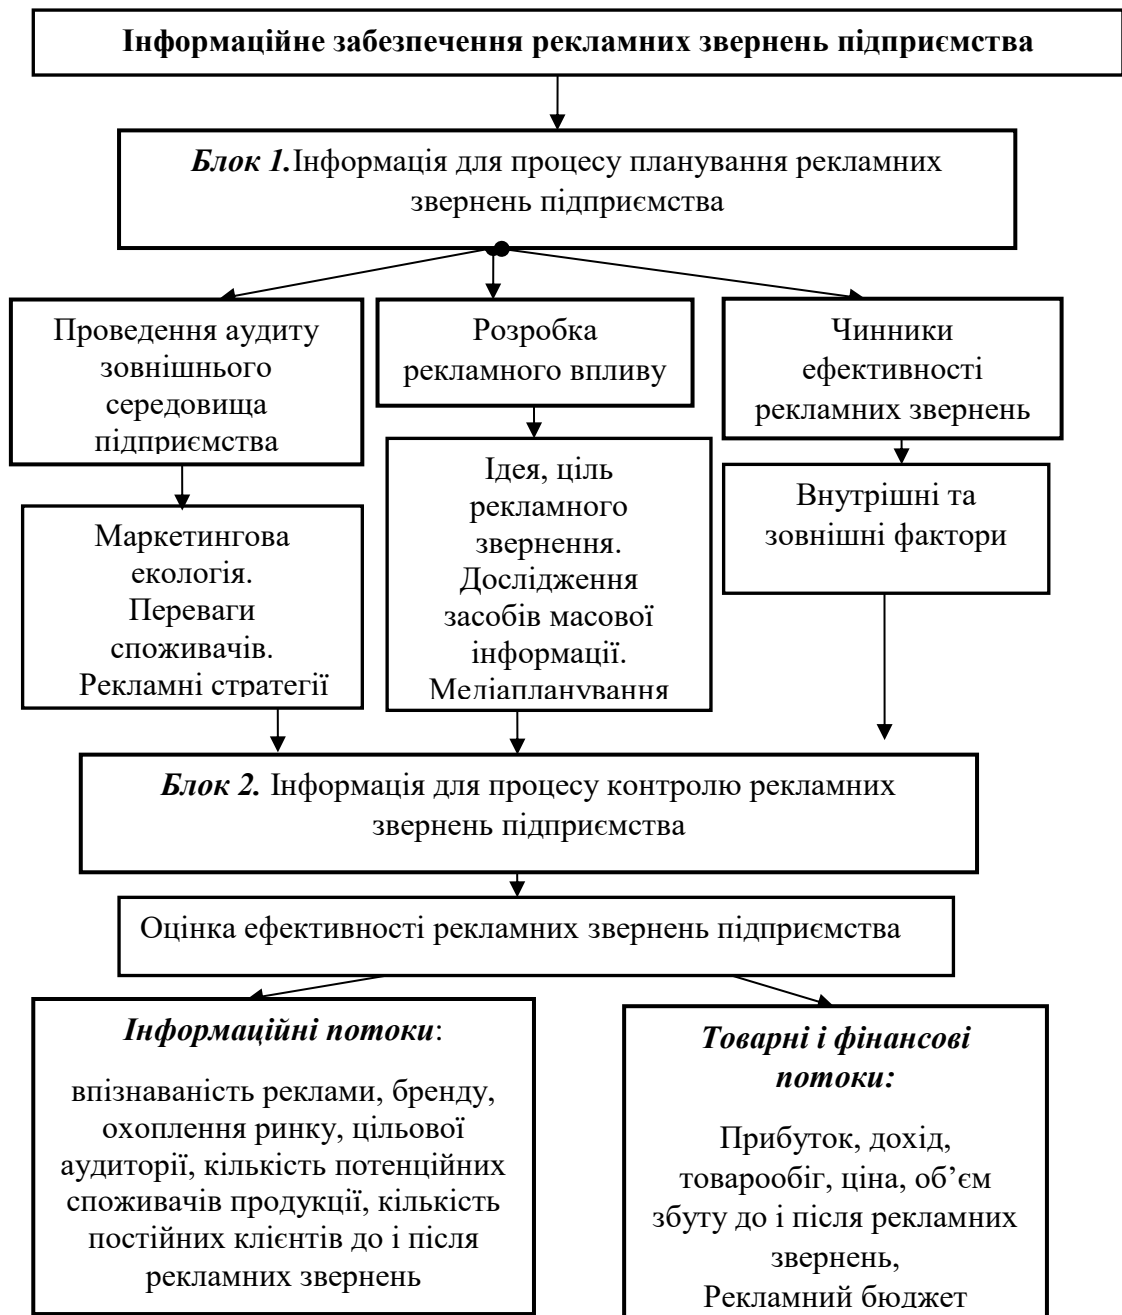 Інформаційне забезпечення рекламних звернень підприємства
Блок 1.Інформація для процесу планування рекламних
звернень підприємства
Проведення аудиту
зовнішнього
середовища
підприємства
Розробка
рекламного впливу
Чинники
ефективності
рекламних звернень
Маркетингова
екологія.
Переваги
споживачів.
Рекламні стратегії
Ідея, ціль
рекламного
звернення.
Дослідження
засобів масової
інформації.
Медіапланування
Внутрішні та
зовнішні фактори
Блок 2. Інформація для процесу контролю рекламних
звернень підприємства
Оцінка ефективності рекламних звернень підприємства
Інформаційні потоки:
впізнаваність реклами, бренду,
охоплення ринку, цільової
аудиторії, кількість потенційних
споживачів продукції, кількість
постійних клієнтів до і після
рекламних звернень
Товарні і фінансові
потоки:
Прибуток, дохід,
товарообіг, ціна, об’єм
збуту до і після рекламних
звернень,
Рекламний бюджет